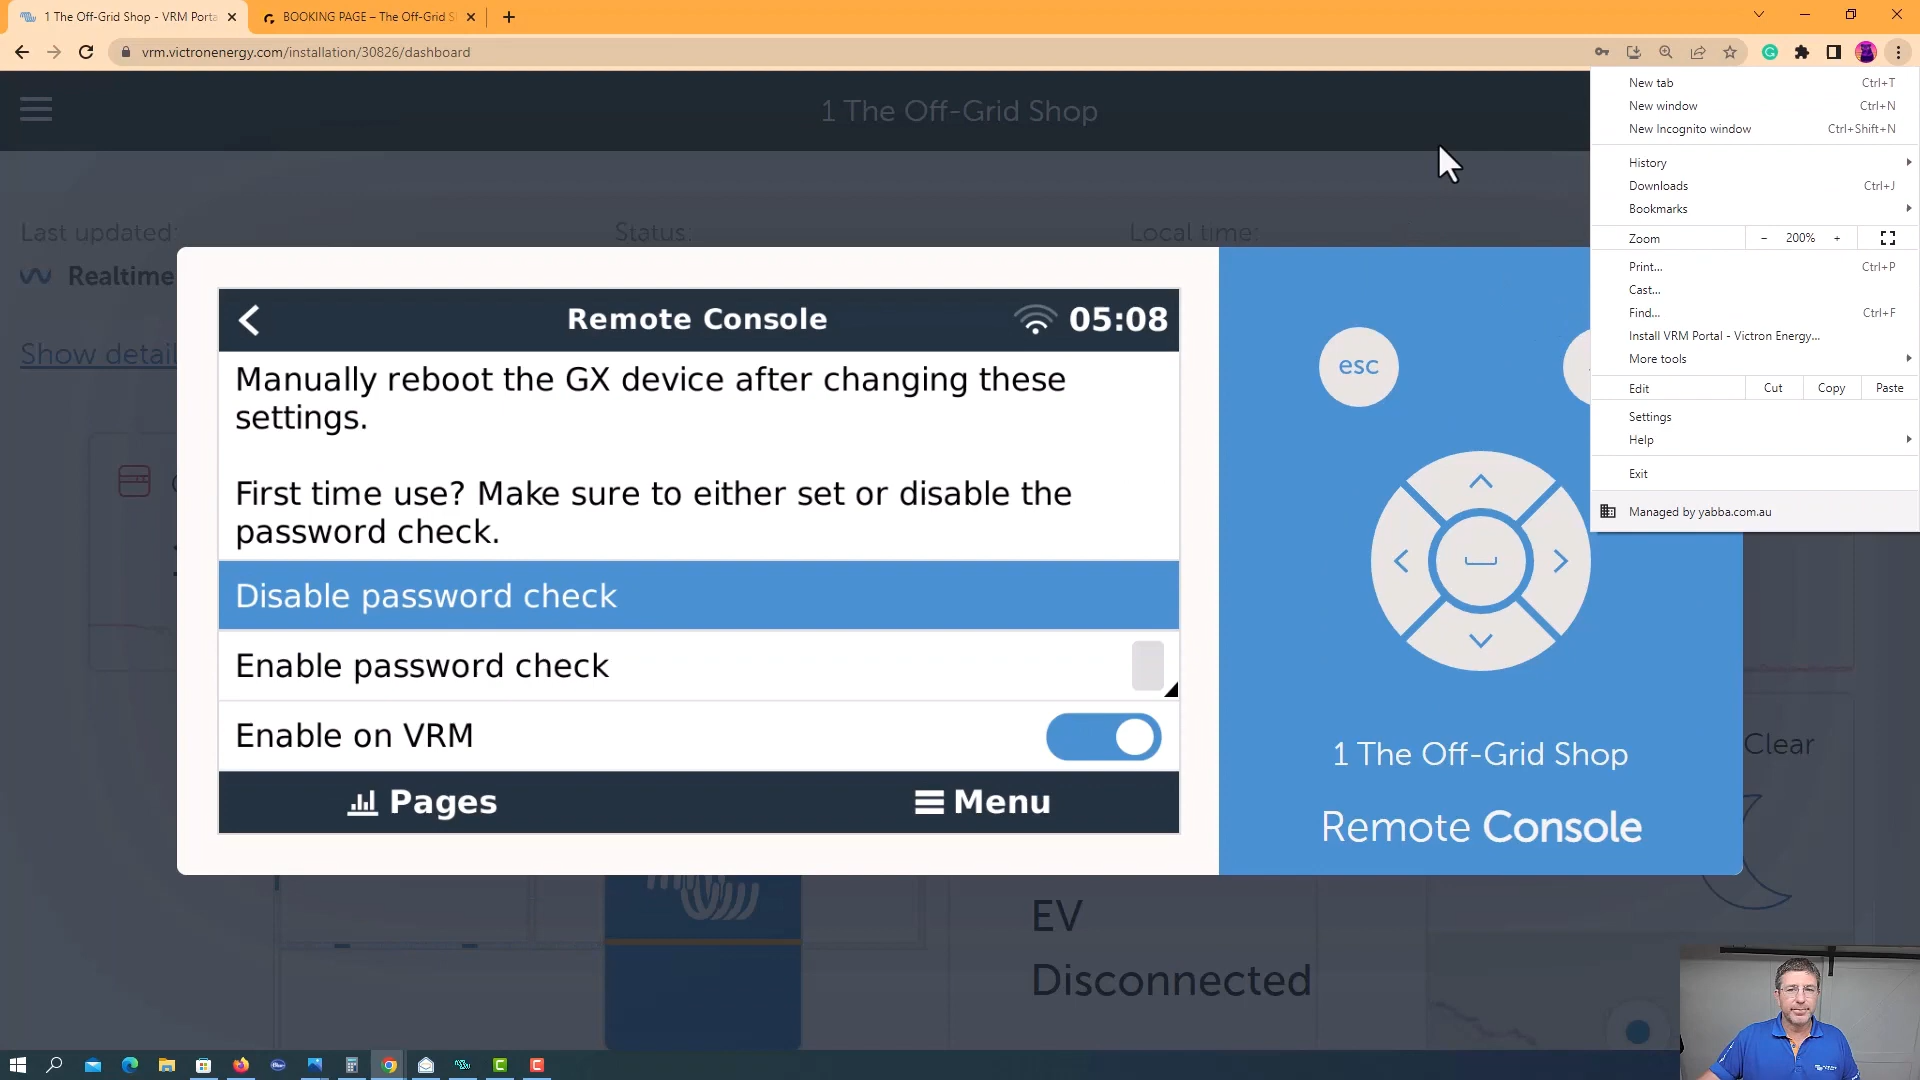 1 The Off-Grid Shop - VRM Porta
BOOKING PAGE – The Off-Grid S
vrm.victronenergy.com/installation/30826/dashboard
1 The Off-Grid Shop
Last updated:
Status:
Local time:
Realtime
Show detail
Remote Console
05:08
Manually reboot the GX device after changing these
settings.
First time use? Make sure to either set or disable the
password check.
Disable password check
Enable password check
Enable on VRM
Pages
Menu
esc
1 The Off-Grid Shop
Remote Console
New tab Ctrl+T
New window Ctrl+N
New Incognito window Ctrl+Shift+N
History
Downloads Ctrl+J
Bookmarks
Zoom − 200% +
Print... Ctrl+P
Cast...
Find... Ctrl+F
Install VRM Portal - Victron Energy...
More tools
Edit Cut Copy Paste
Settings
Help
Exit
Managed by yabba.com.au
Clear
EV
Disconnected